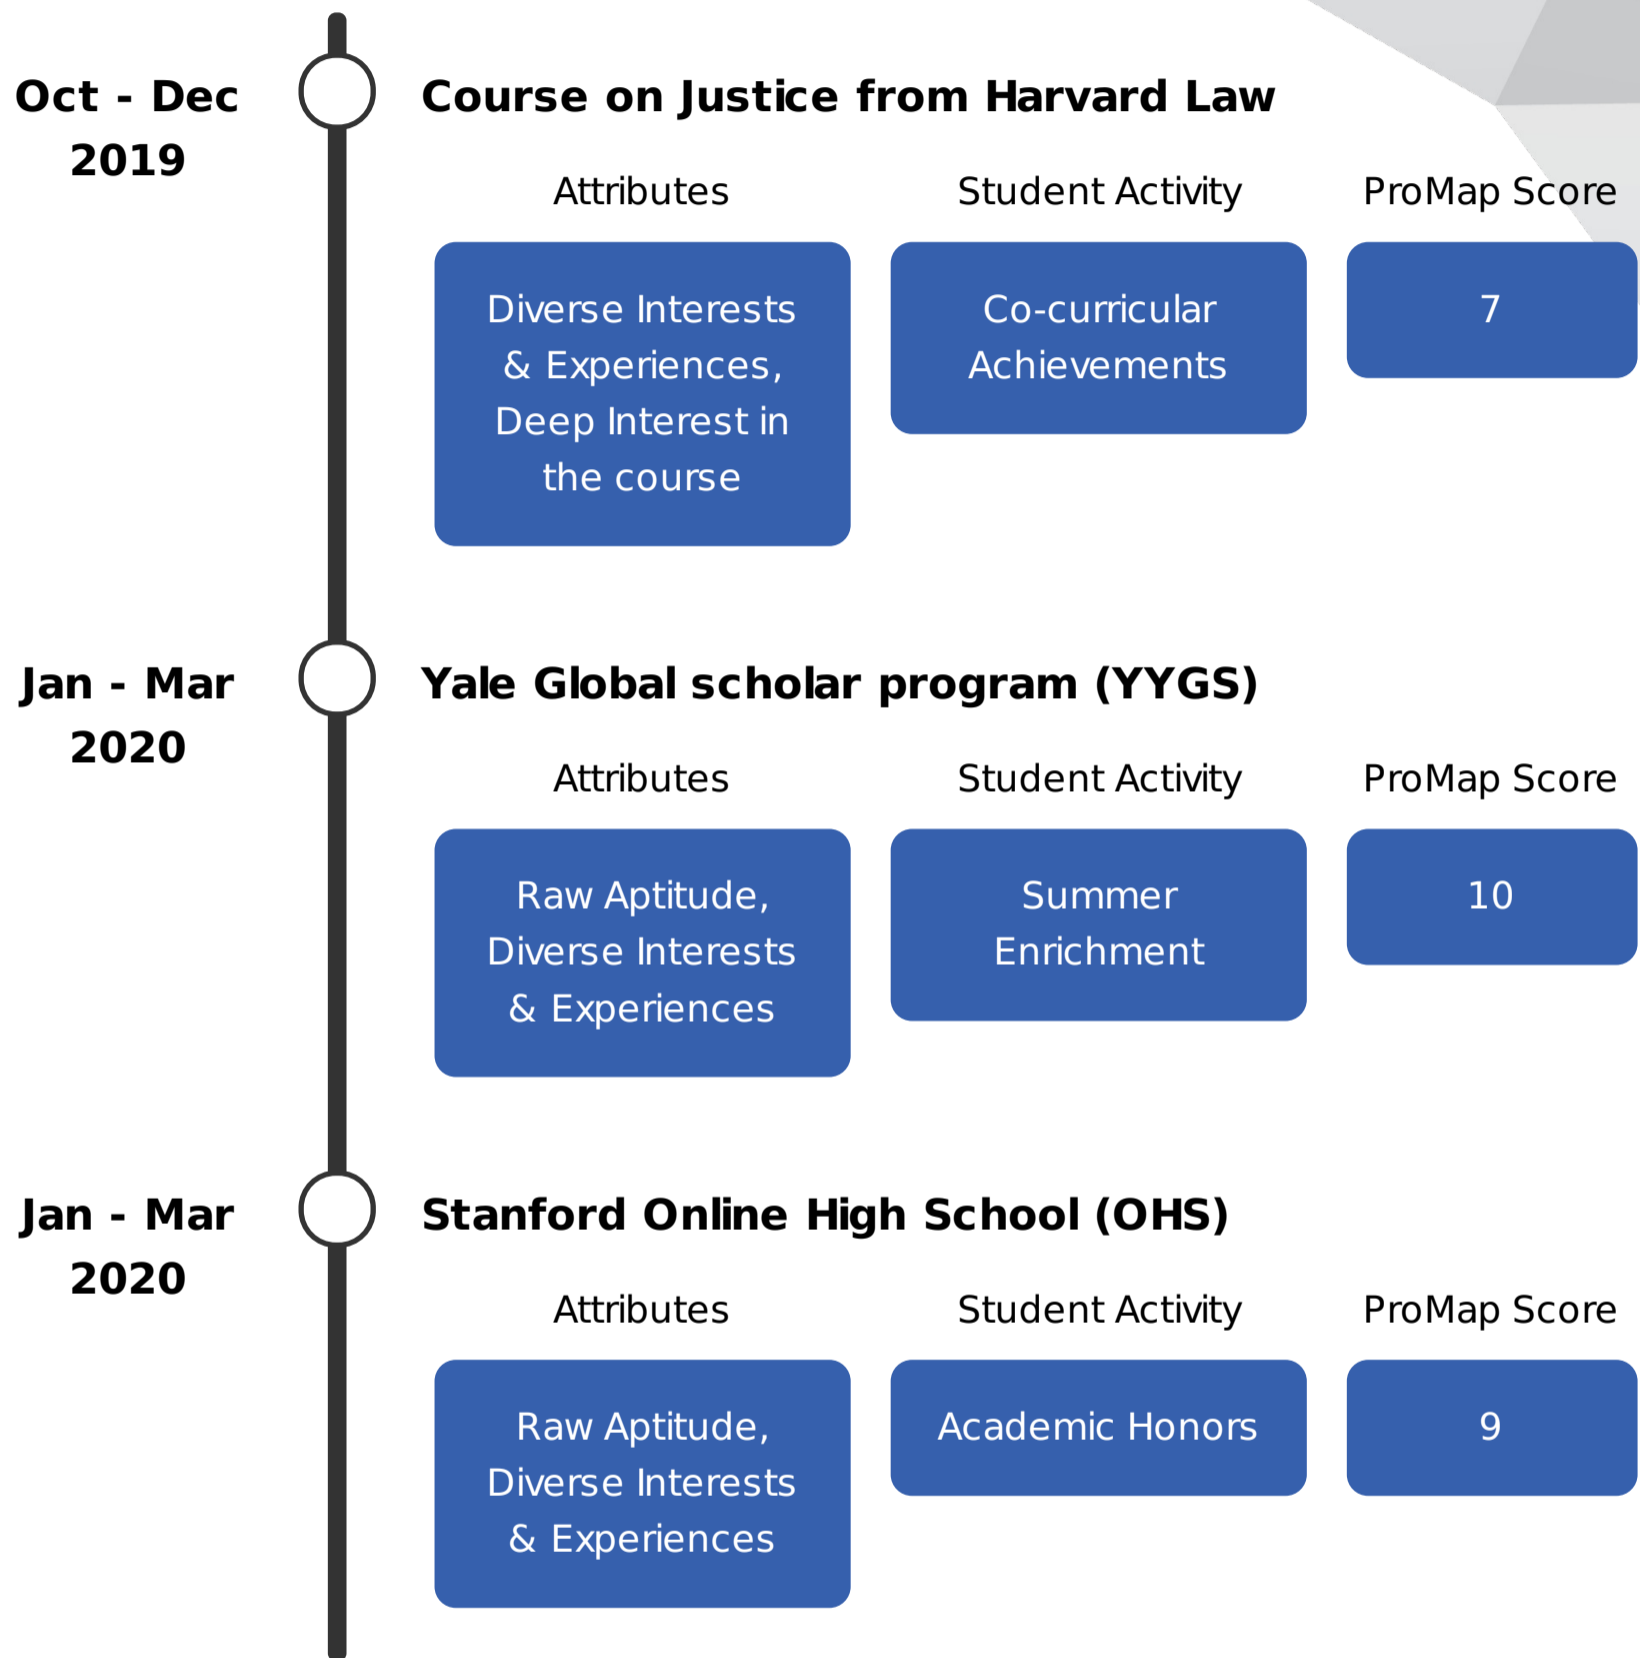 Oct - Dec
2019
Course on Justice from Harvard Law
Attributes
Student Activity
ProMap Score
Diverse Interests
& Experiences,
Deep Interest in
the course
Co-curricular
Achievements
7
Jan - Mar
2020
Yale Global scholar program (YYGS)
Attributes
Student Activity
ProMap Score
Raw Aptitude,
Diverse Interests
& Experiences
Summer
Enrichment
10
Jan - Mar
2020
Stanford Online High School (OHS)
Attributes
Student Activity
ProMap Score
Raw Aptitude,
Diverse Interests
& Experiences
Academic Honors
9